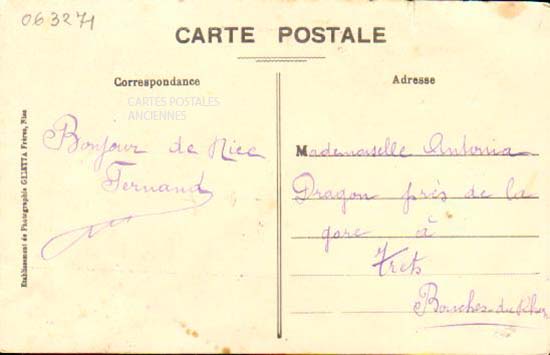 063271
CARTE POSTALE
Correspondance
Adresse
CARTES POSTALES
ANCIENNES
Etablissement de Photographie GILETTA Frères, Nice
Bonjour de Nice
Fernand
Mademoiselle Antonia
Dragon près de la
gare à
Trets
Bouches-du-Rhône